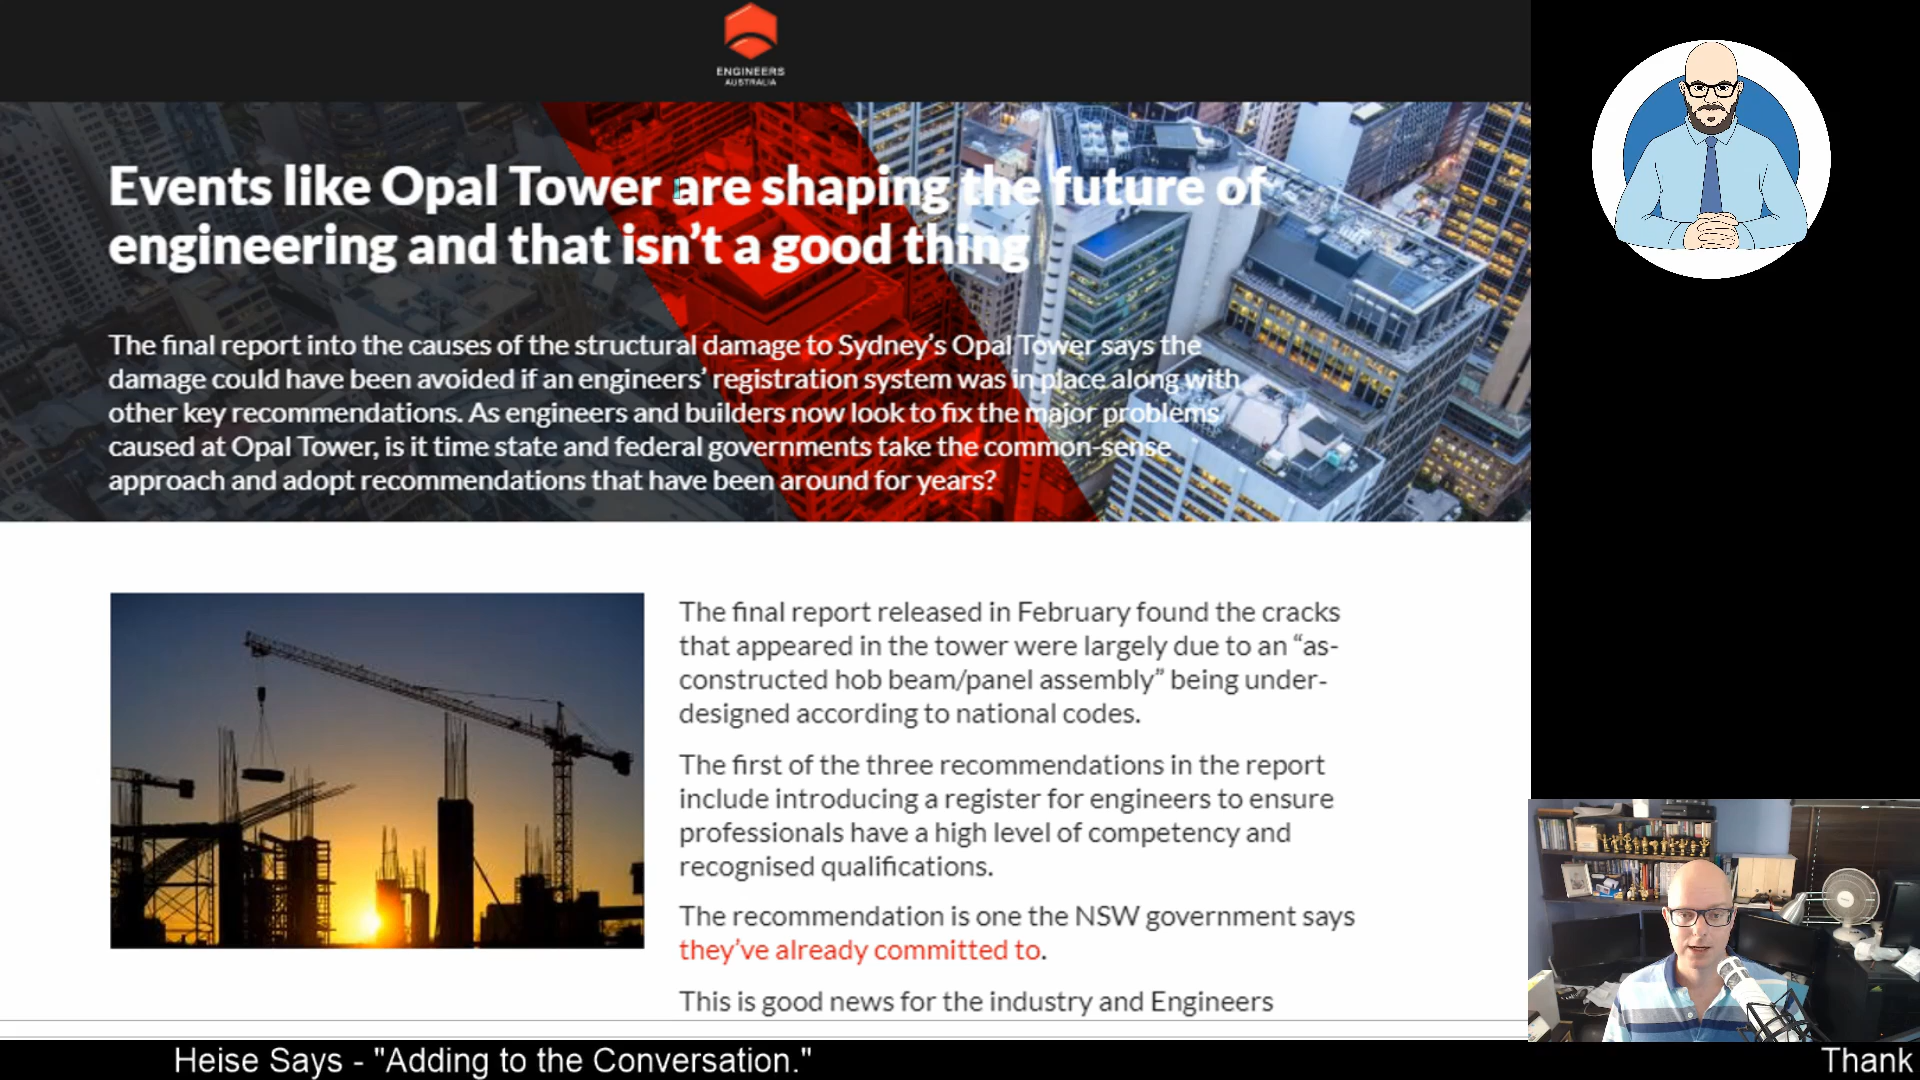 ENGINEERS
AUSTRALIA
Events like Opal Tower are shaping the future of
engineering and that isn't a good thing
The final report into the causes of the structural damage to Sydney's Opal Tower says the
damage could have been avoided if an engineers' registration system was in place along with
other key recommendations. As engineers and builders now look to fix the major problems
caused at Opal Tower, is it time state and federal governments take the common-sense
approach and adopt recommendations that have been around for years?
The final report released in February found the cracks
that appeared in the tower were largely due to an “as-
constructed hob beam/panel assembly” being under-
designed according to national codes.
The first of the three recommendations in the report
include introducing a register for engineers to ensure
professionals have a high level of competency and
recognised qualifications.
The recommendation is one the NSW government says
they've already committed to.
This is good news for the industry and Engineers
Heise Says - "Adding to the Conversation."
Thank